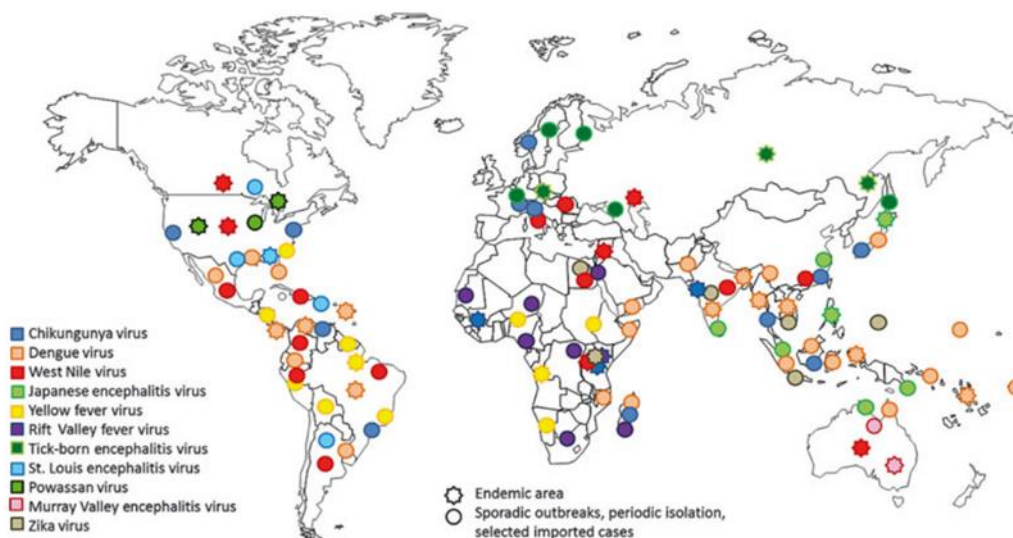 Chikungunya virus
Dengue virus
West Nile virus
Japanese encephalitis virus
Yellow fever virus
Rift Valley fever virus
Tick-born encephalitis virus
St. Louis encephalitis virus
Powassan virus
Murray Valley encephalitis virus
Zika virus
Endemic area
Sporadic outbreaks, periodic isolation,
selected imported cases